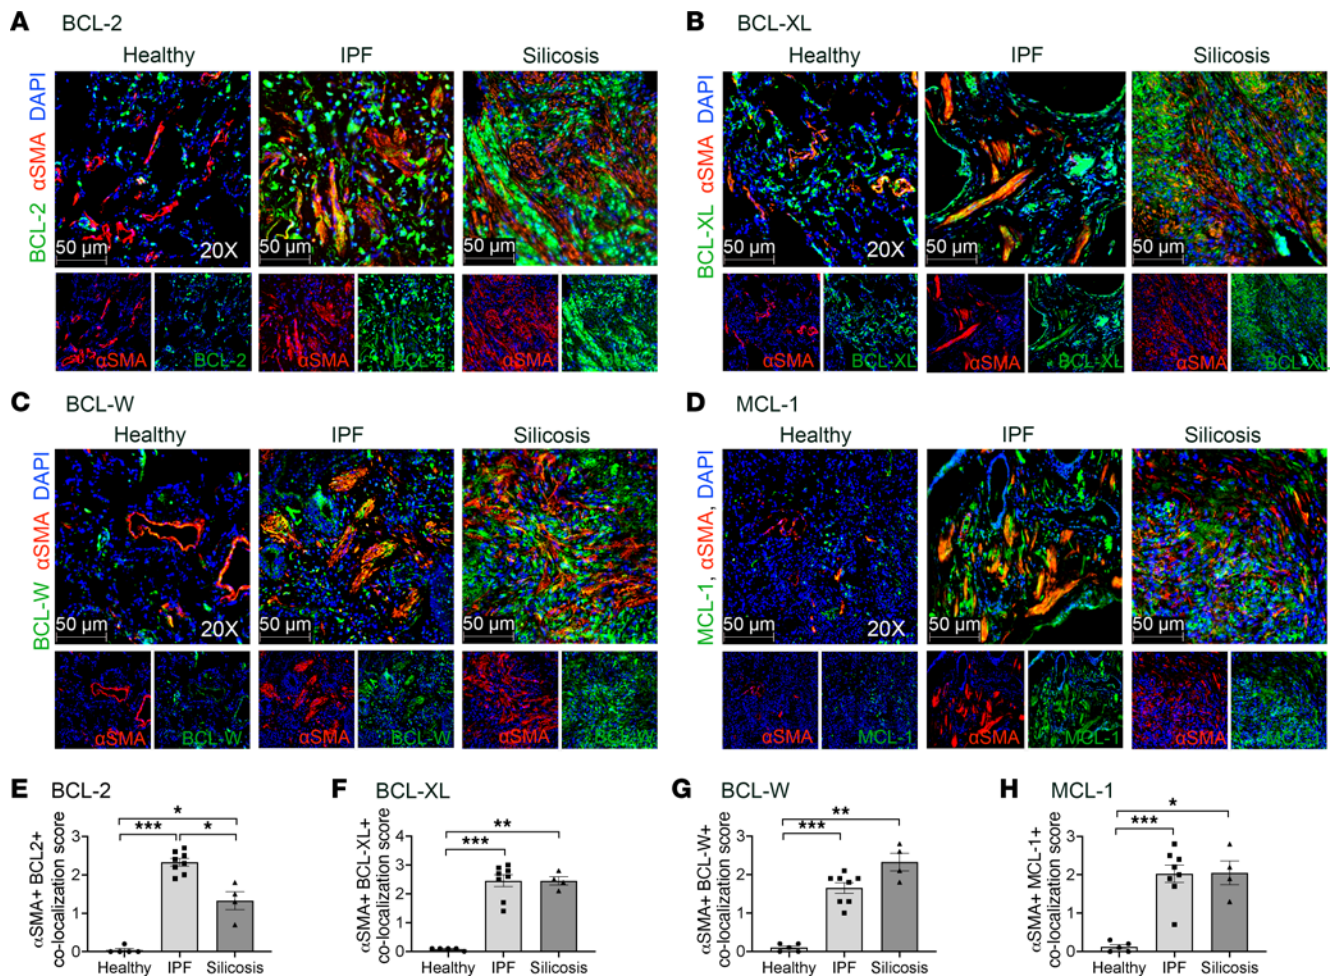 A BCL-2
Healthy IPF Silicosis
BCL-2 αSMA DAPI
50 µm 20X 50 µm 50 µm
αSMA BCL-2 αSMA BCL-2 αSMA BCL-2
B BCL-XL
Healthy IPF Silicosis
BCL-XL αSMA DAPI
50 µm 20X 50 µm 50 µm
αSMA BCL-XL αSMA BCL-XL αSMA BCL-XL
C BCL-W
Healthy IPF Silicosis
BCL-W αSMA DAPI
50 µm 20X 50 µm 50 µm
αSMA BCL-W αSMA BCL-W αSMA BCL-W
D MCL-1
Healthy IPF Silicosis
MCL-1, αSMA, DAPI
50 µm 20X 50 µm 50 µm
αSMA MCL-1 αSMA MCL-1 αSMA MCL-1
E BCL-2
αSMA+ BCL2+
co-localization score
3
2
1
0
*
*** *
Healthy IPF Silicosis
F BCL-XL
αSMA+ BCL-XL+
co-localization score
4
3
2
1
0
**
***
Healthy IPF Silicosis
G BCL-W
αSMA+ BCL-W+
co-localization score
3
2
1
0
**
***
Healthy IPF Silicosis
H MCL-1
αSMA+ MCL-1+
co-localization score
3
2
1
0
*
***
Healthy IPF Silicosis